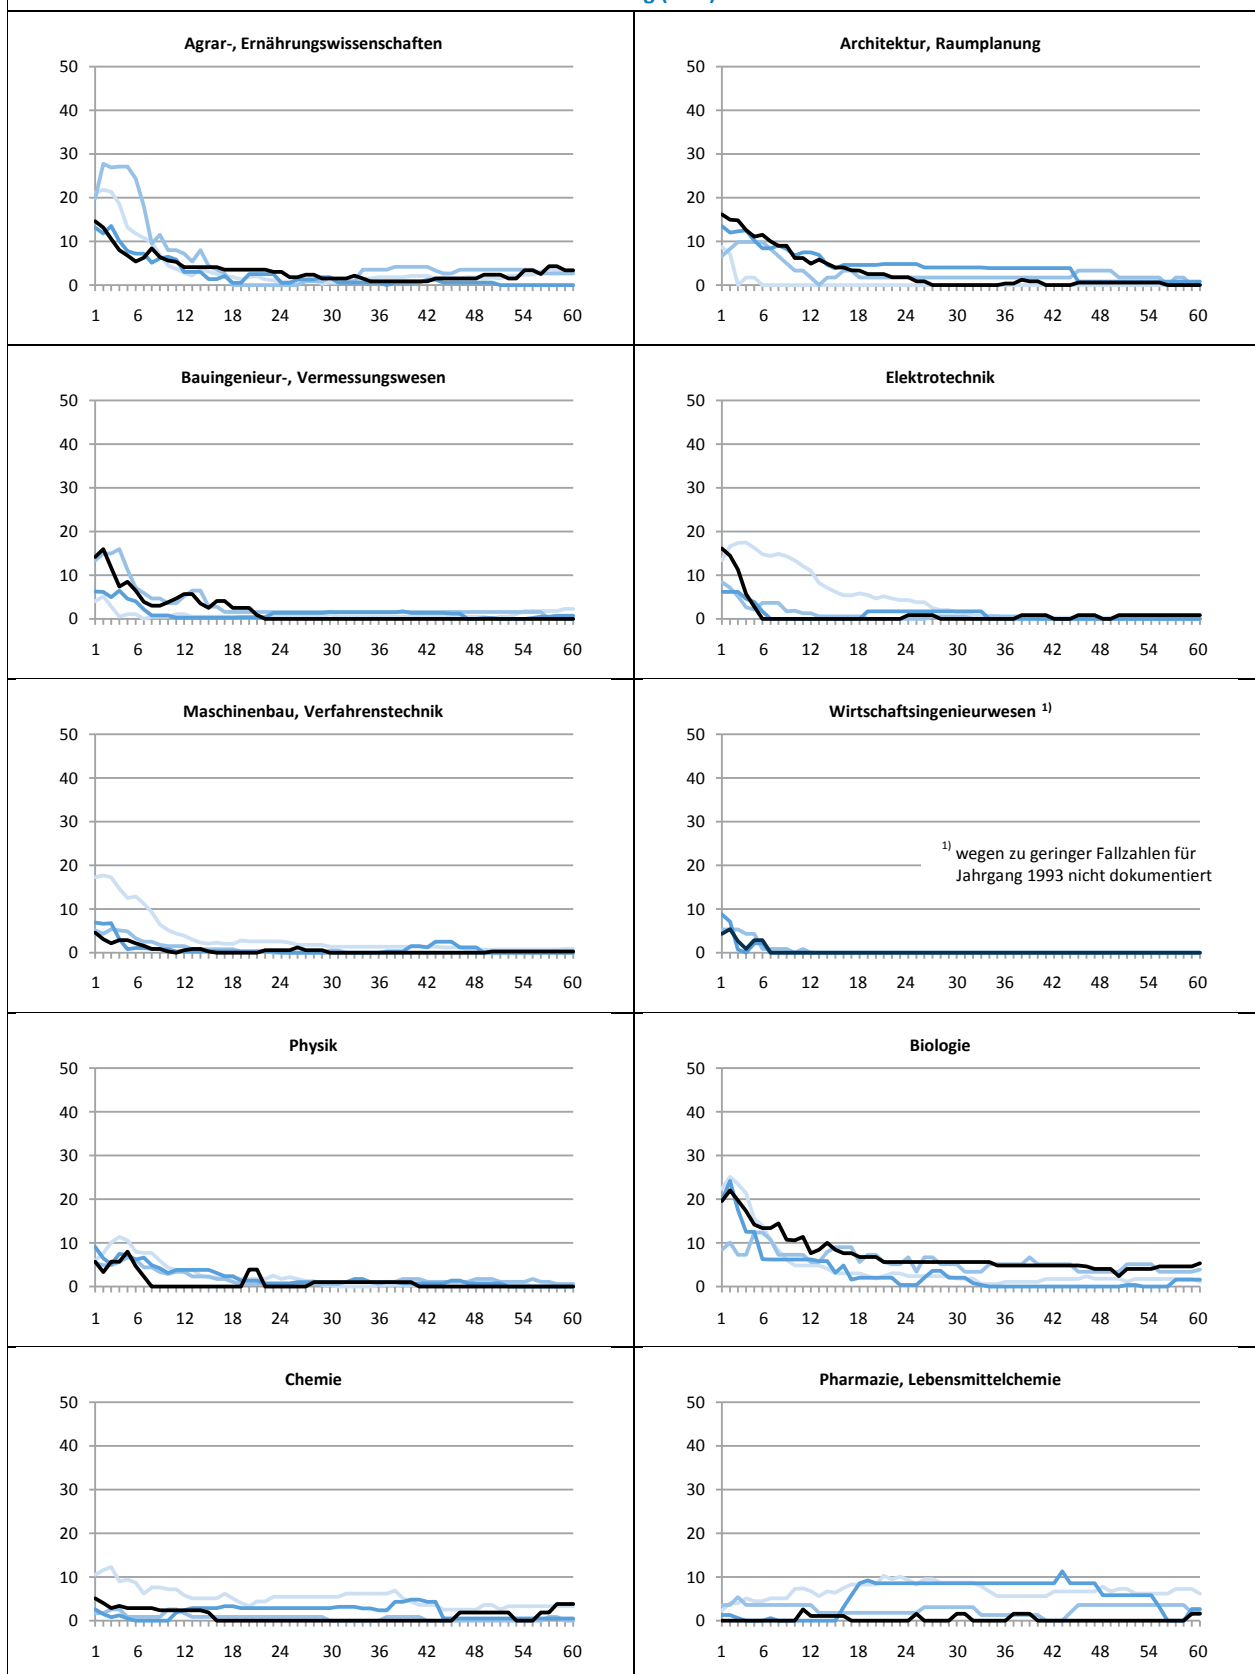 Agrar-, Ernährungswissenschaften
50
40
30
20
10
0
1 6 12 18 24 30 36 42 48 54 60
Architektur, Raumplanung
50
40
30
20
10
0
1 6 12 18 24 30 36 42 48 54 60
Bauingenieur-, Vermessungswesen
50
40
30
20
10
0
1 6 12 18 24 30 36 42 48 54 60
Elektrotechnik
50
40
30
20
10
0
1 6 12 18 24 30 36 42 48 54 60
Maschinenbau, Verfahrenstechnik
50
40
30
20
10
0
1 6 12 18 24 30 36 42 48 54 60
Wirtschaftsingenieurwesen 1)
50
40
30
20
10
0
1) wegen zu geringer Fallzahlen für
Jahrgang 1993 nicht dokumentiert
1 6 12 18 24 30 36 42 48 54 60
Physik
50
40
30
20
10
0
1 6 12 18 24 30 36 42 48 54 60
Biologie
50
40
30
20
10
0
1 6 12 18 24 30 36 42 48 54 60
Chemie
50
40
30
20
10
0
1 6 12 18 24 30 36 42 48 54 60
Pharmazie, Lebensmittelchemie
50
40
30
20
10
0
1 6 12 18 24 30 36 42 48 54 60